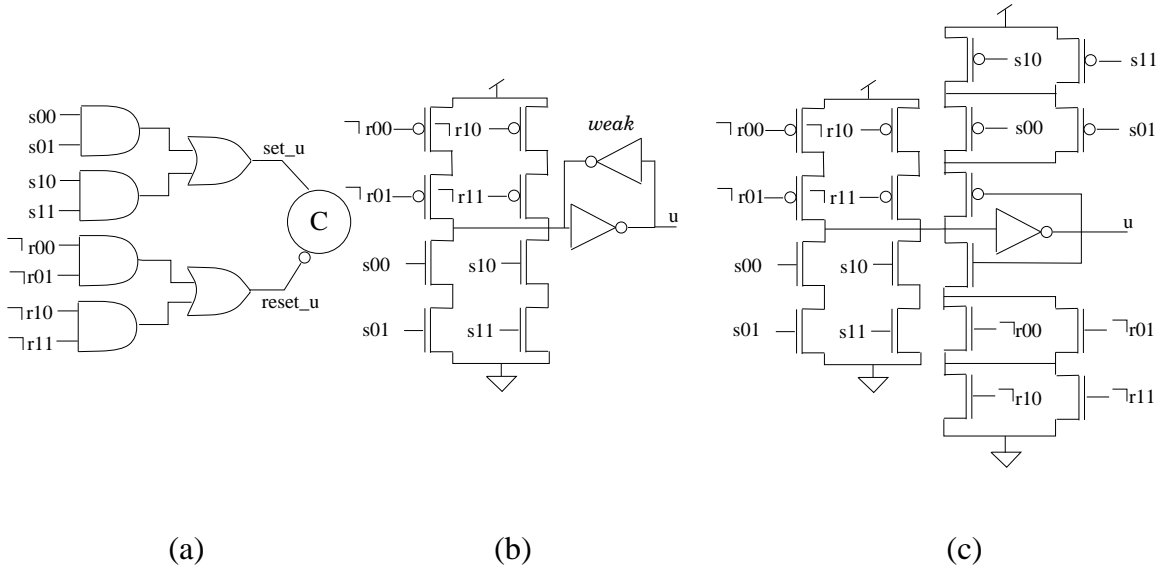 s00
s01
s10
s11
¬r00
¬r01
¬r10
¬r11
set_u
reset_u
C
(a)
¬r00
¬r10
¬r01
¬r11
s00
s10
s01
s11
weak
u
(b)
s10
s11
s00
s01
¬r00
¬r10
¬r01
¬r11
s00
s10
s01
s11
u
¬r00
¬r01
¬r10
¬r11
(c)